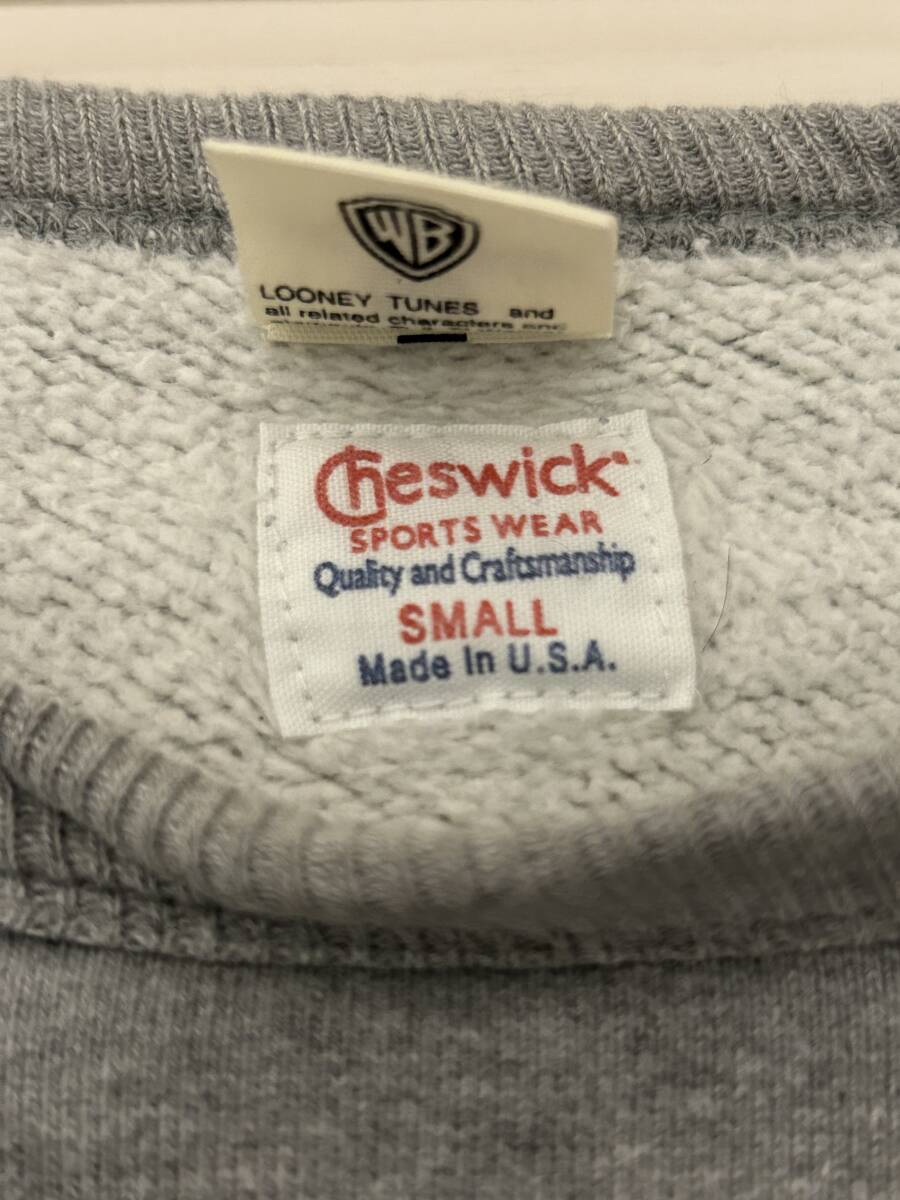 WB
LOONEY TUNES and
all related characters and
Cheswick
SPORTS WEAR
Quality and Craftsmanship
SMALL
Made In U.S.A.